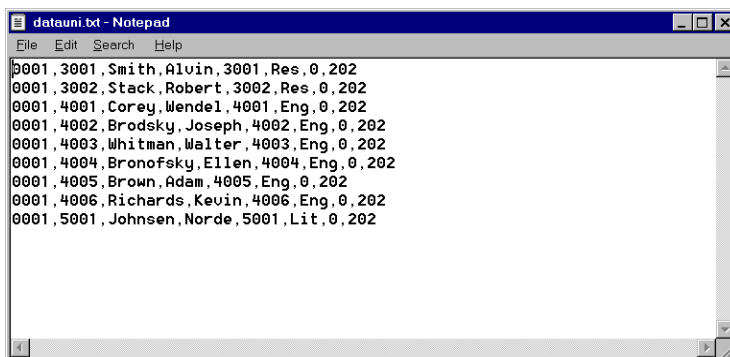 datauni.txt - Notepad
File Edit Search Help
0001,3001,Smith,Alvin,3001,Res,0,202
0001,3002,Stack,Robert,3002,Res,0,202
0001,4001,Corey,Wendel,4001,Eng,0,202
0001,4002,Brodsky,Joseph,4002,Eng,0,202
0001,4003,Whitman,Walter,4003,Eng,0,202
0001,4004,Bronofsky,Ellen,4004,Eng,0,202
0001,4005,Brown,Adam,4005,Eng,0,202
0001,4006,Richards,Kevin,4006,Eng,0,202
0001,5001,Johnsen,Norde,5001,Lit,0,202